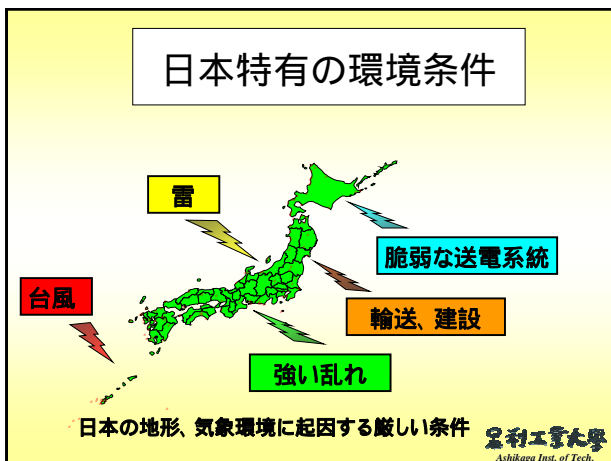 日本特有の環境条件
雷
脆弱な送電系統
台風
輸送、建設
強い乱れ
日本の地形、気象環境に起因する厳しい条件
足利工業大學
Ashikaga Inst. of Tech.